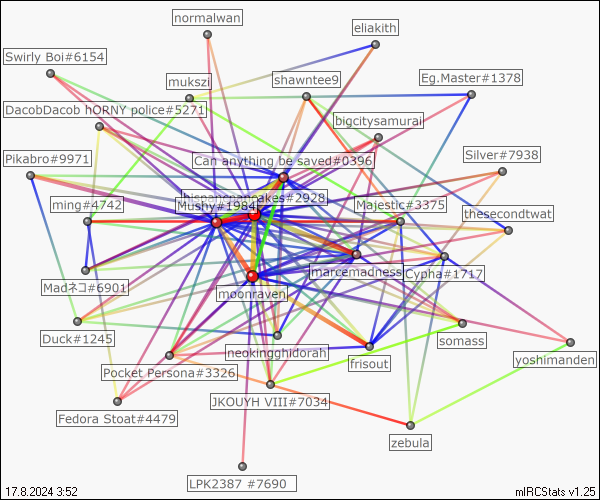 normalwan
eliakith
Swirly Boi#6154
shawntee9
Eg.Master#1378
mukszi
DacobDacob hORNY police#5271
bigcitysamurai
Pikabro#9971
Can anything be saved#0396
Silver#7938
Mushy#1984
Majestic#3375
ming#4742
thesecondtwat
marcemadness
Cypha#1717
Madネコ#6901
moonraven
Duck#1245
neokingghidorah
somass
frisout
yoshimanden
Pocket Persona#3326
JKOUYH VIII#7034
Fedora Stoat#4479
zebula
LPK2387 #7690
17.8.2024 3:52
mIRCStats v1.25